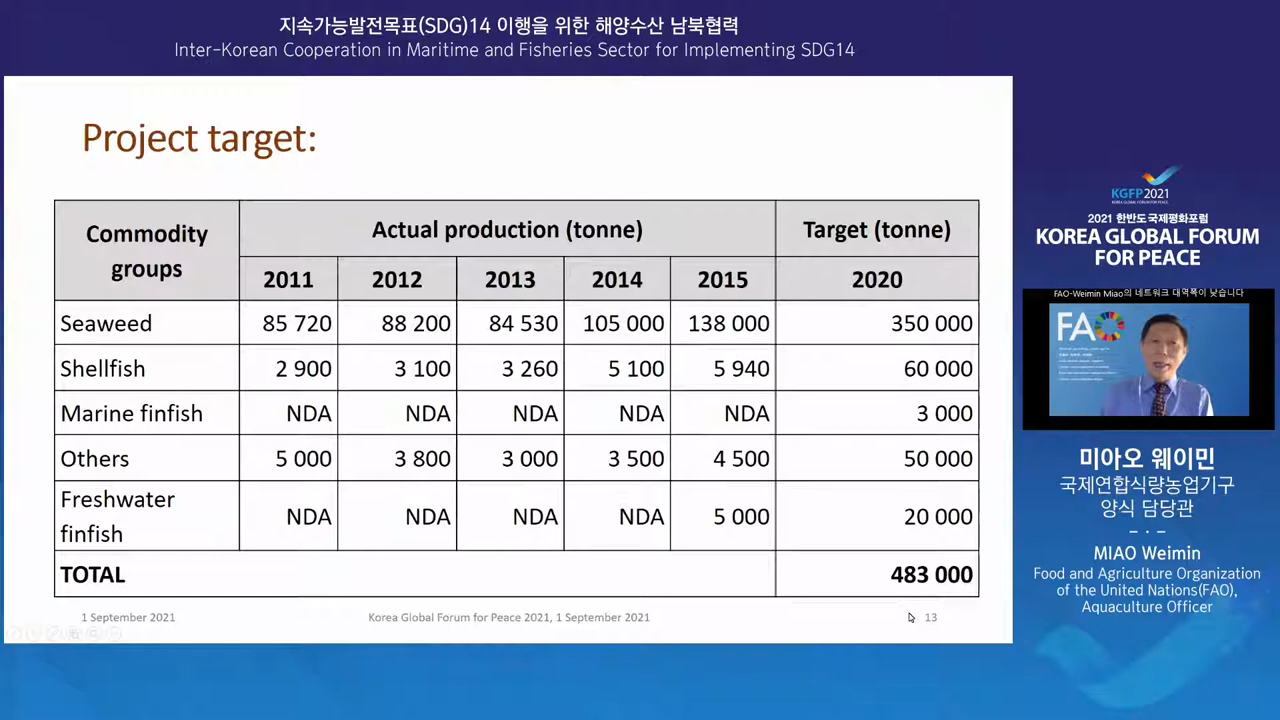 지속가능발전목표(SDG)14 이행을 위한 해양수산 남북협력
Inter-Korean Cooperation in Maritime and Fisheries Sector for Implementing SDG14
Project target:
Commodity groups Actual production (tonne) Target (tonne)
2011 2012 2013 2014 2015 2020
Seaweed 85 720 88 200 84 530 105 000 138 000 350 000
Shellfish 2 900 3 100 3 260 5 100 5 940 60 000
Marine finfish NDA NDA NDA NDA NDA 3 000
Others 5 000 3 800 3 000 3 500 4 500 50 000
Freshwater finfish NDA NDA NDA NDA 5 000 20 000
TOTAL 483 000
1 September 2021 Korea Global Forum for Peace 2021, 1 September 2021 13
KGFP2021
KOREA GLOBAL FORUM FOR PEACE
2021 한반도국제평화포럼
KOREA GLOBAL FORUM
FOR PEACE
FAO-Weimin Miao의 네트워크 대역폭이 낮습니다
FAO
미아오 웨이민
국제연합식량농업기구
양식 담당관
MIAO Weimin
Food and Agriculture Organization
of the United Nations(FAO),
Aquaculture Officer